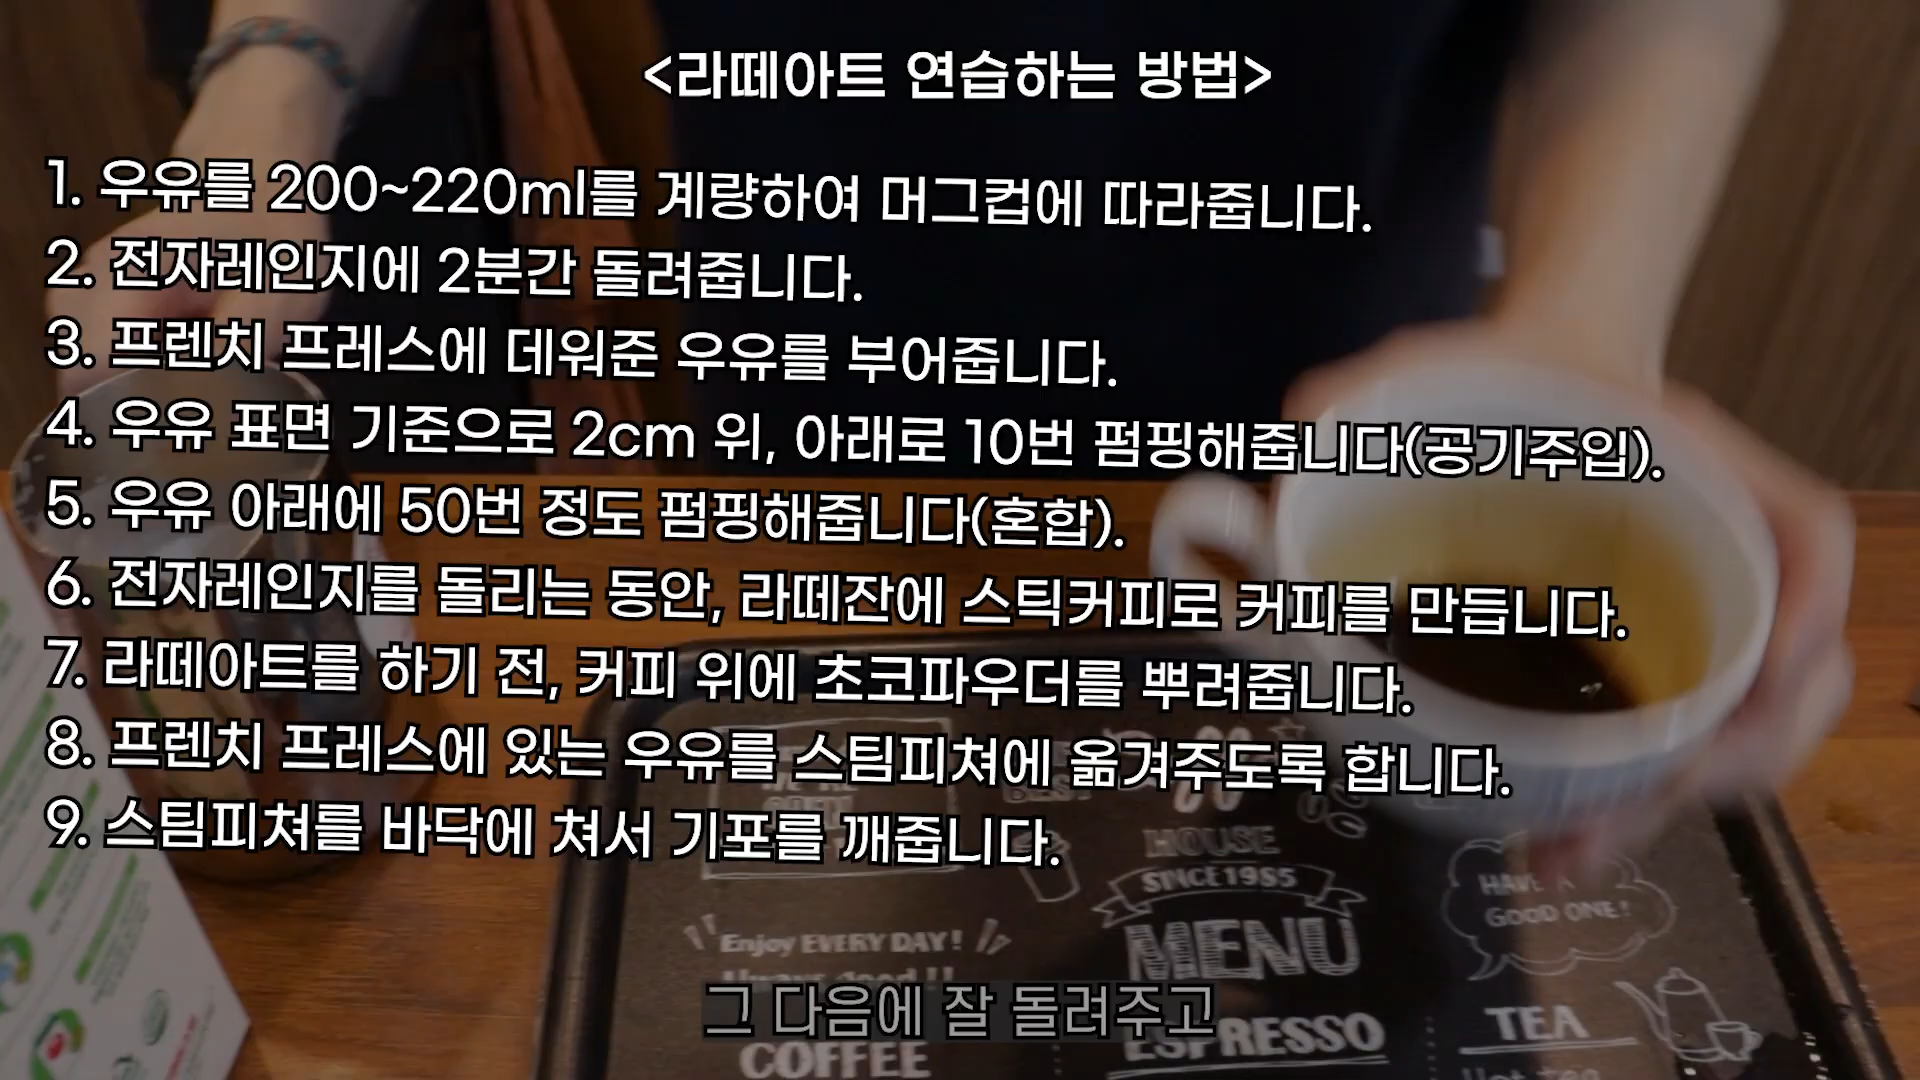 <라떼아트 연습하는 방법>
1. 우유를 200~220ml를 계량하여 머그컵에 따라줍니다.
2. 전자레인지에 2분간 돌려줍니다.
3. 프렌치 프레스에 데워준 우유를 부어줍니다.
4. 우유 표면 기준으로 2cm 위, 아래로 10번 펌핑해줍니다(공기주입).
5. 우유 아래에 50번 정도 펌핑해줍니다(혼합).
6. 전자레인지를 돌리는 동안, 라떼잔에 스틱커피로 커피를 만듭니다.
7. 라떼아트를 하기 전, 커피 위에 초코파우더를 뿌려줍니다.
8. 프렌치 프레스에 있는 우유를 스팀피쳐에 옮겨주도록 합니다.
9. 스팀피쳐를 바닥에 쳐서 기포를 깨줍니다.
HOUSE
SINCE 1985
MENU
HAVE A
GOOD ONE!
Enjoy EVERY DAY!
Always good!!
그 다음에 잘 돌려주고
COFFEE
ESPRESSO
TEA
Hot tea